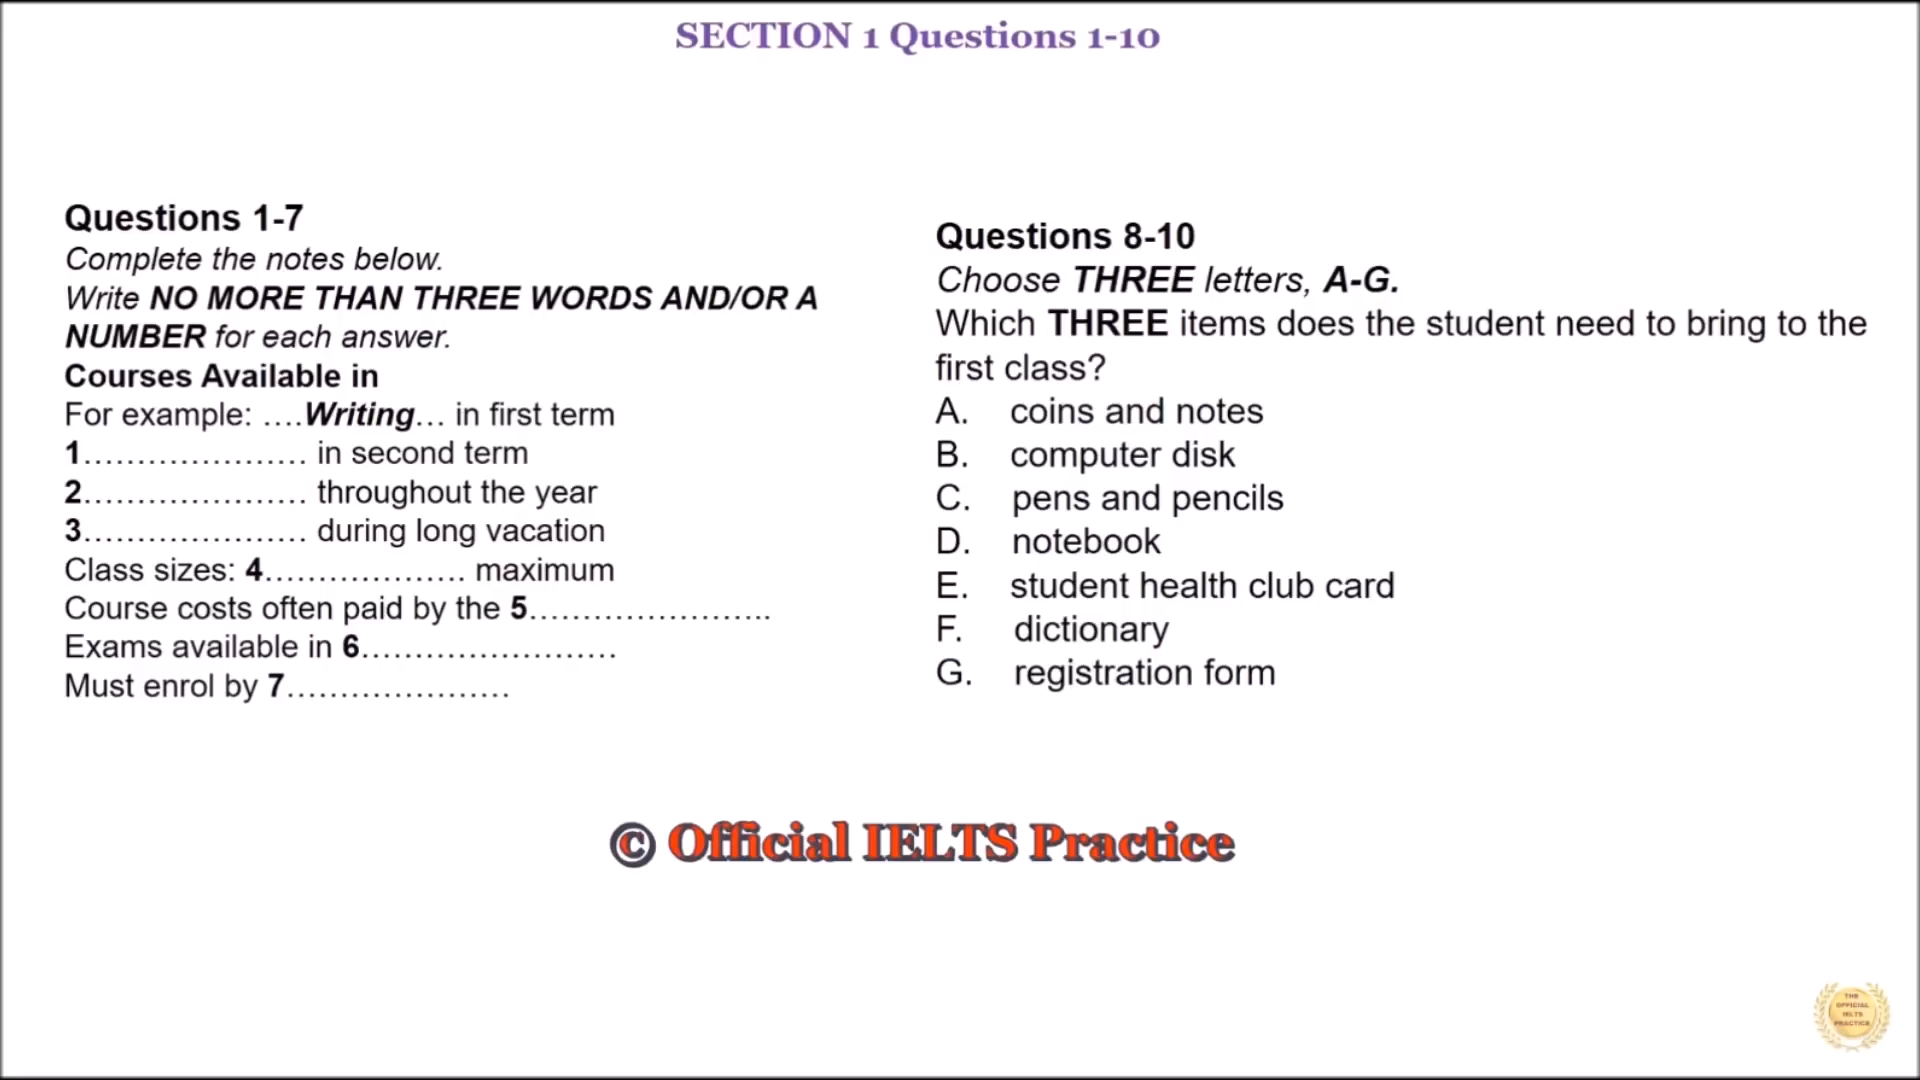 SECTION 1 Questions 1-10
Questions 1-7
Complete the notes below.
Write NO MORE THAN THREE WORDS AND/OR A
NUMBER for each answer.
Courses Available in
For example: ....Writing... in first term
1..................... in second term
2..................... throughout the year
3..................... during long vacation
Class sizes: 4................... maximum
Course costs often paid by the 5.......................
Exams available in 6........................
Must enrol by 7.....................
Questions 8-10
Choose THREE letters, A-G.
Which THREE items does the student need to bring to the
first class?
A. coins and notes
B. computer disk
C. pens and pencils
D. notebook
E. student health club card
F. dictionary
G. registration form
© Official IELTS Practice
THE
OFFICIAL
IELTS
PRACTICE